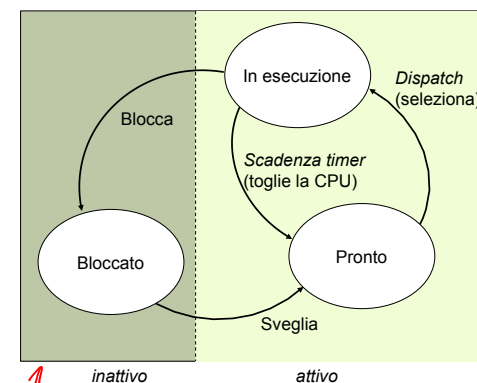 In esecuzione
Dispatch
(seleziona)
Blocca
Scadenza timer
(toglie la CPU)
Bloccato
Pronto
Sveglia
inattivo
attivo